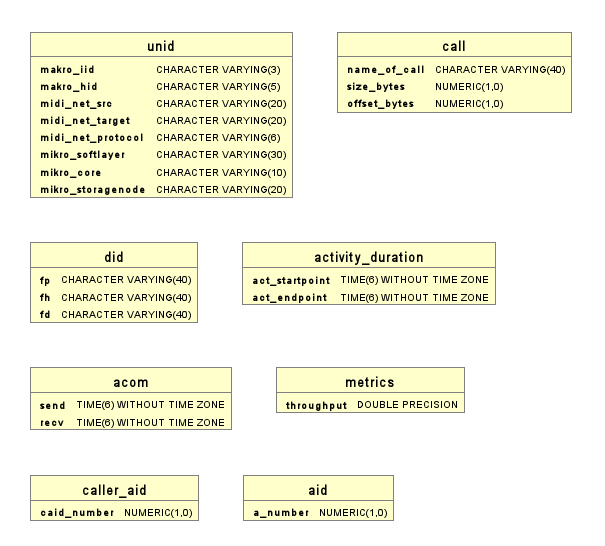 unid
makro_iid CHARACTER VARYING(3)
makro_hid CHARACTER VARYING(5)
midi_net_src CHARACTER VARYING(20)
midi_net_target CHARACTER VARYING(20)
midi_net_protocol CHARACTER VARYING(6)
mikro_softlayer CHARACTER VARYING(30)
mikro_core CHARACTER VARYING(10)
mikro_storagenode CHARACTER VARYING(20)
call
name_of_call CHARACTER VARYING(40)
size_bytes NUMERIC(1,0)
offset_bytes NUMERIC(1,0)
did
fp CHARACTER VARYING(40)
fh CHARACTER VARYING(40)
fd CHARACTER VARYING(40)
activity_duration
act_startpoint TIME(6) WITHOUT TIME ZONE
act_endpoint TIME(6) WITHOUT TIME ZONE
acom
send TIME(6) WITHOUT TIME ZONE
recv TIME(6) WITHOUT TIME ZONE
metrics
throughput DOUBLE PRECISION
caller_aid
caid_number NUMERIC(1,0)
aid
a_number NUMERIC(1,0)